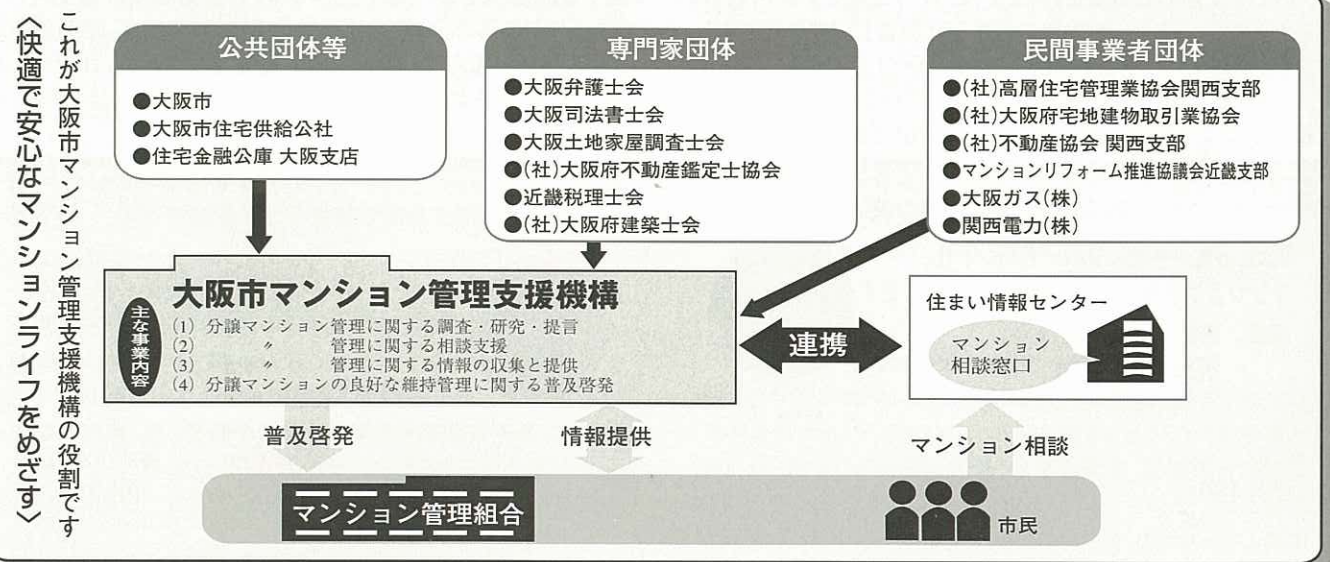 これが大阪市マンション管理支援機構の役割です
〈快適で安心なマンションライフをめざす〉
公共団体等
●大阪市
●大阪市住宅供給公社
●住宅金融公庫 大阪支店
専門家団体
●大阪弁護士会
●大阪司法書士会
●大阪土地家屋調査士会
●(社)大阪府不動産鑑定士協会
●近畿税理士会
●(社)大阪府建築士会
民間事業者団体
●(社)高層住宅管理業協会関西支部
●(社)大阪府宅地建物取引業協会
●(社)不動産協会 関西支部
●マンションリフォーム推進協議会近畿支部
●大阪ガス(株)
●関西電力(株)
大阪市マンション管理支援機構
主な事業内容
(1) 分譲マンション管理に関する調査・研究・提言
(2) 〃 管理に関する相談支援
(3) 〃 管理に関する情報の収集と提供
(4) 分譲マンションの良好な維持管理に関する普及啓発
連携
住まい情報センター
マンション
相談窓口
普及啓発
情報提供
マンション相談
マンション管理組合
市民